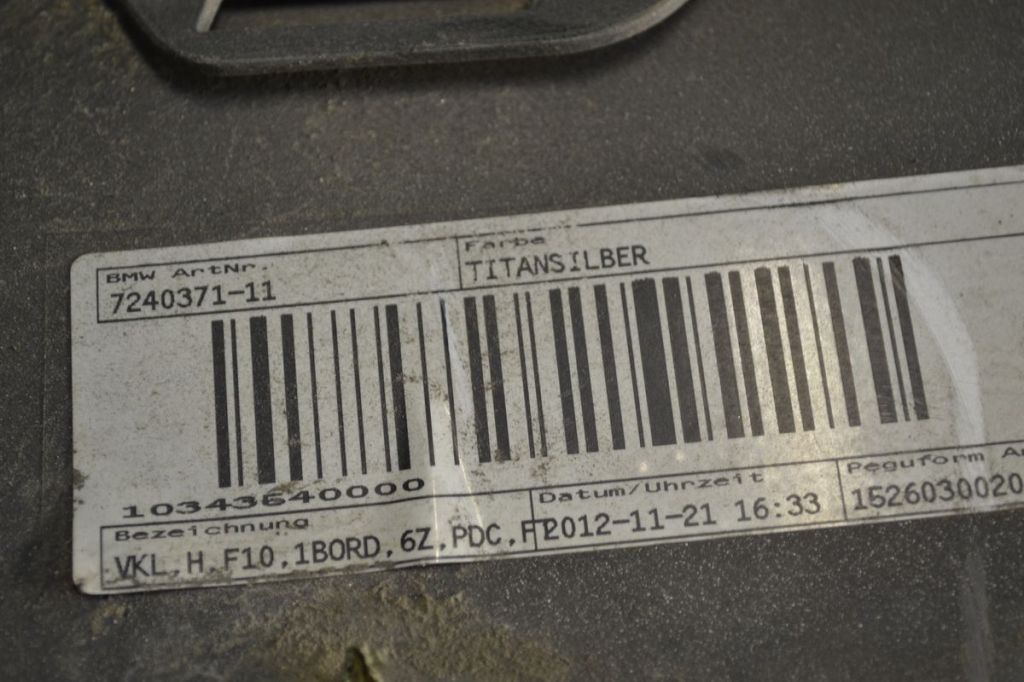 BMW ArtNr.
Farbe
7240371-11
TITANSILBER
10343640000
Bezeichnung
Datum/Uhrzeit
Peguform
VKL,H,F10,1BORD,6Z,PDC,F
2012-11-21 16:33
1526030020